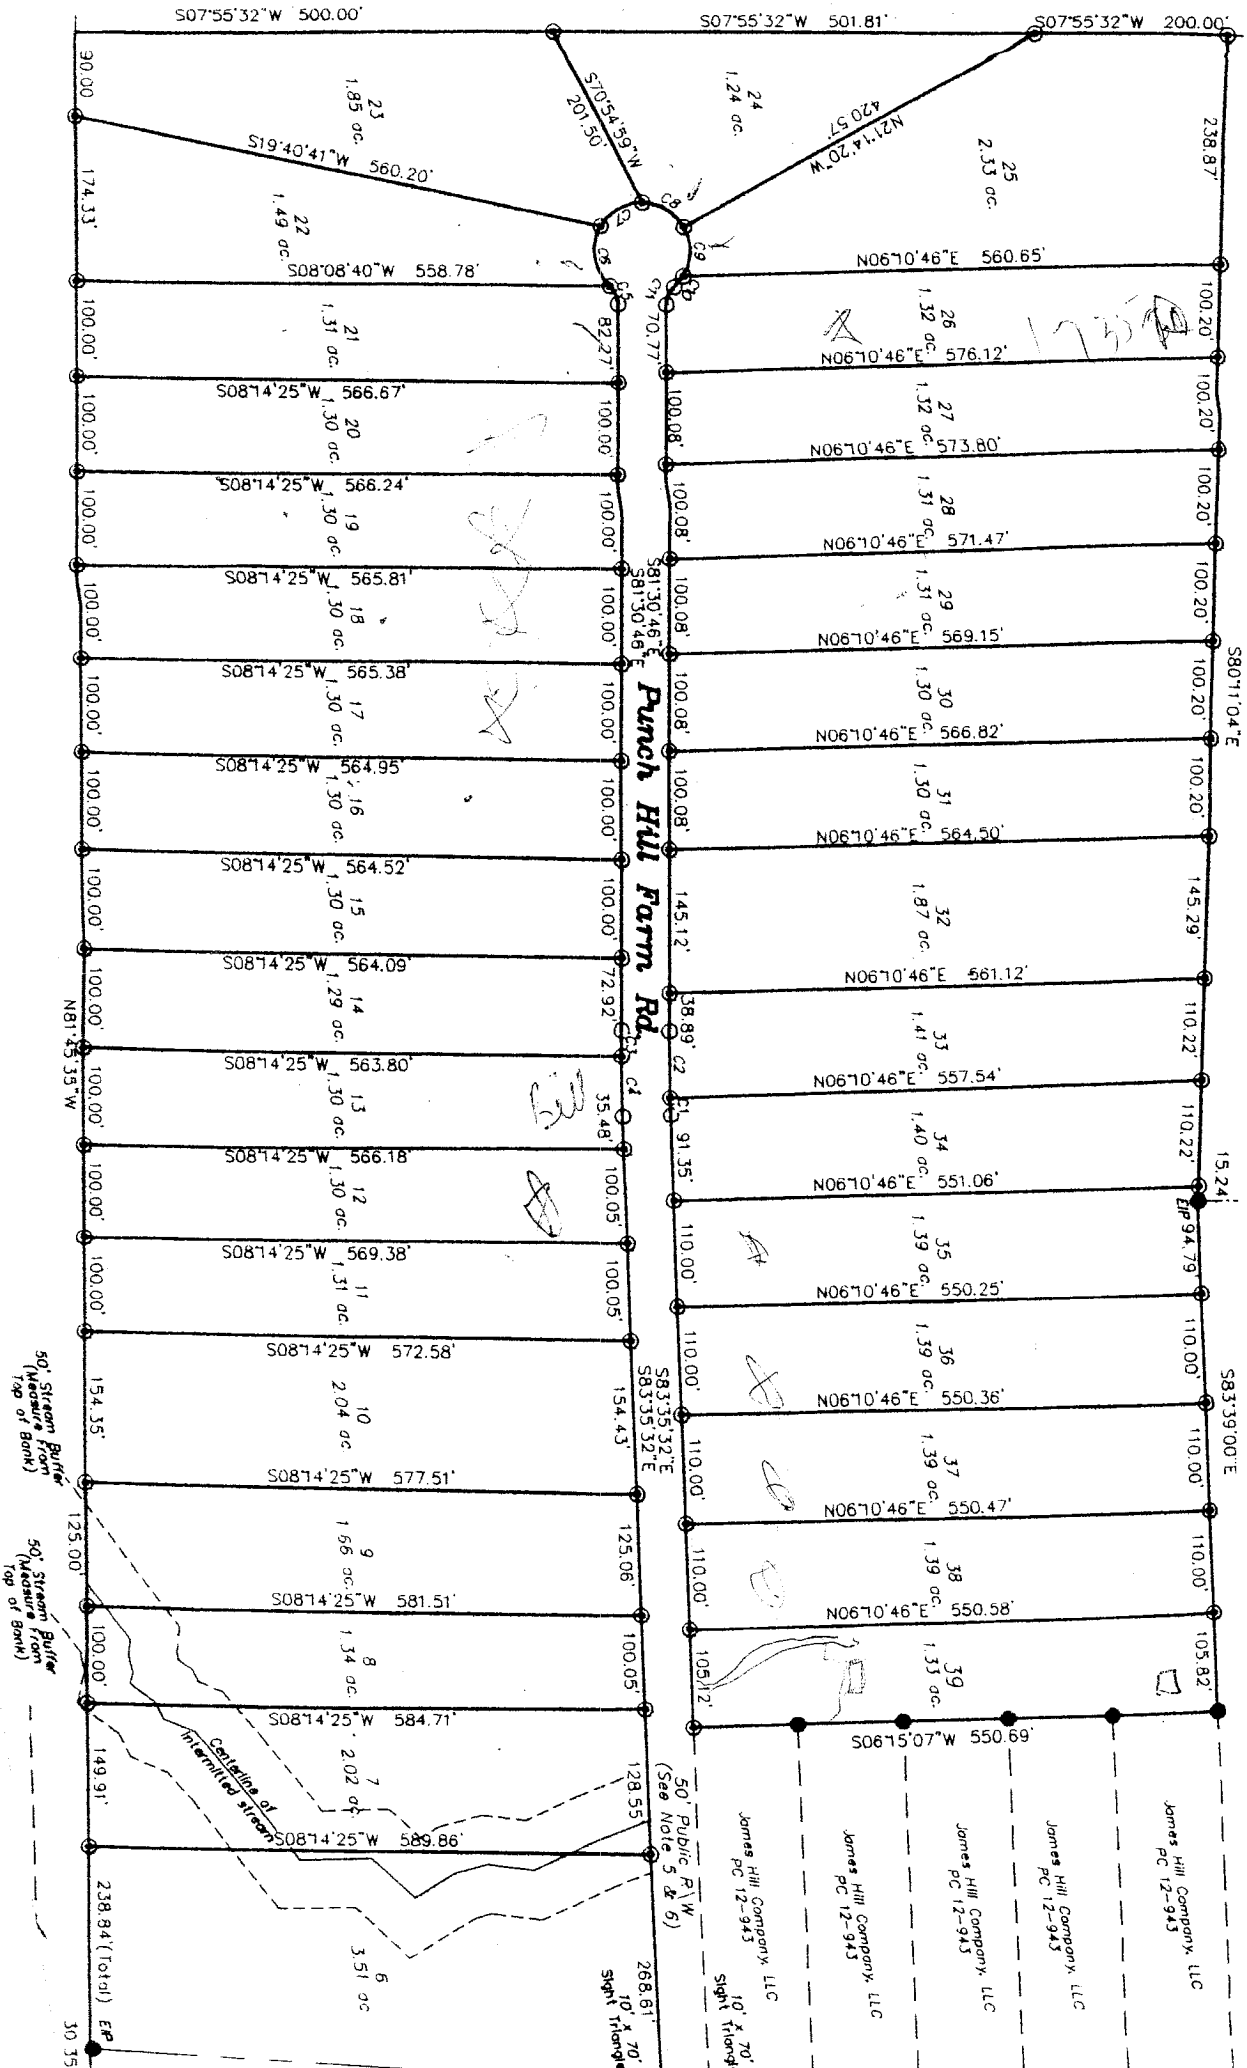 S07°55'32"W 500.00'
S07°55'32"W 501.81'
S07°55'32"W 200.00'
90.00
23
1.85 ac.
S70°54'59"W
201.50'
24
1.24 ac.
N21°14'20"W
420.57'
25
2.33 ac.
238.87'
S19°40'41"W 560.20'
174.33'
22
1.49 ac.
C7
C8
C6
C9
S08°08'40"W 558.78'
C5
N06°10'46"E 560.65'
100.00'
21
1.31 ac.
82.27'
70.77'
26
1.32 ac.
100.20'
S08°14'25"W 566.67'
N06°10'46"E 576.12'
100.00'
20
1.30 ac.
100.00'
100.08'
27
1.32 ac.
100.20'
S08°14'25"W 566.24'
N06°10'46"E 573.80'
100.00'
19
1.30 ac.
100.00'
100.08'
28
1.31 ac.
100.20'
S08°14'25"W 565.81'
N06°10'46"E 571.47'
100.00'
18
1.30 ac.
100.00'
S81°30'46"E
S81°30'46"E
100.08'
29
1.31 ac.
100.20'
S08°14'25"W 565.38'
N06°10'46"E 569.15'
S80°11'04"E
100.00'
17
1.30 ac.
100.00'
Punch Hill Farm Rd.
100.08'
30
1.30 ac.
100.20'
S08°14'25"W 564.95'
N06°10'46"E 566.82'
100.00'
16
1.30 ac.
100.00'
100.08'
31
1.30 ac.
100.20'
S08°14'25"W 564.52'
N06°10'46"E 564.50'
100.00'
15
1.30 ac.
100.00'
145.12'
32
1.87 ac.
145.29'
S08°14'25"W 564.09'
N06°10'46"E 561.12'
100.00'
14
1.29 ac.
72.92'
C3
38.89'
C2
33
1.41 ac.
110.22'
N81°45'35"W
S08°14'25"W 563.80'
N06°10'46"E 557.54'
100.00'
13
1.30 ac.
C4
35.48'
C1
91.35'
34
1.40 ac.
110.22'
15.24'
S08°14'25"W 566.18'
N06°10'46"E 551.06'
EIP
100.00'
12
1.30 ac.
100.05'
110.00'
35
1.39 ac.
94.79'
S08°14'25"W 569.38'
N06°10'46"E 550.25'
100.00'
11
1.31 ac.
100.05'
110.00'
36
1.39 ac.
110.00'
S83°39'00"E
S08°14'25"W 572.58'
N06°10'46"E 550.36'
154.35'
10
2.04 ac.
154.43'
S83°35'32"E
S83°35'32"E
110.00'
37
1.39 ac.
110.00'
50' Stream Buffer
(Measure From
Top of Bank)
S08°14'25"W 577.51'
N06°10'46"E 550.47'
125.00'
9
1.66 ac.
125.06'
110.00'
38
1.39 ac.
110.00'
50' Stream Buffer
(Measure From
Top of Bank)
S08°14'25"W 581.51'
N06°10'46"E 550.58'
100.00'
8
1.34 ac.
100.05'
105.12'
39
1.33 ac.
105.82'
S08°14'25"W 584.71'
S06°15'07"W 550.69'
149.91'
Centerline of
Intermitted stream
7
2.02 ac.
128.55'
50' Public R\W
(See Note 5 & 6)
S08°14'25"W 589.86'
James Hill Company, LLC
PC 12-943
James Hill Company, LLC
PC 12-943
James Hill Company, LLC
PC 12-943
James Hill Company, LLC
PC 12-943
James Hill Company, LLC
PC 12-943
238.84'(Total)
EIP
30.35
6
3.51 ac
268.61'
10' x 70'
Sight Triangle
10' x 70'
Sight Triangl